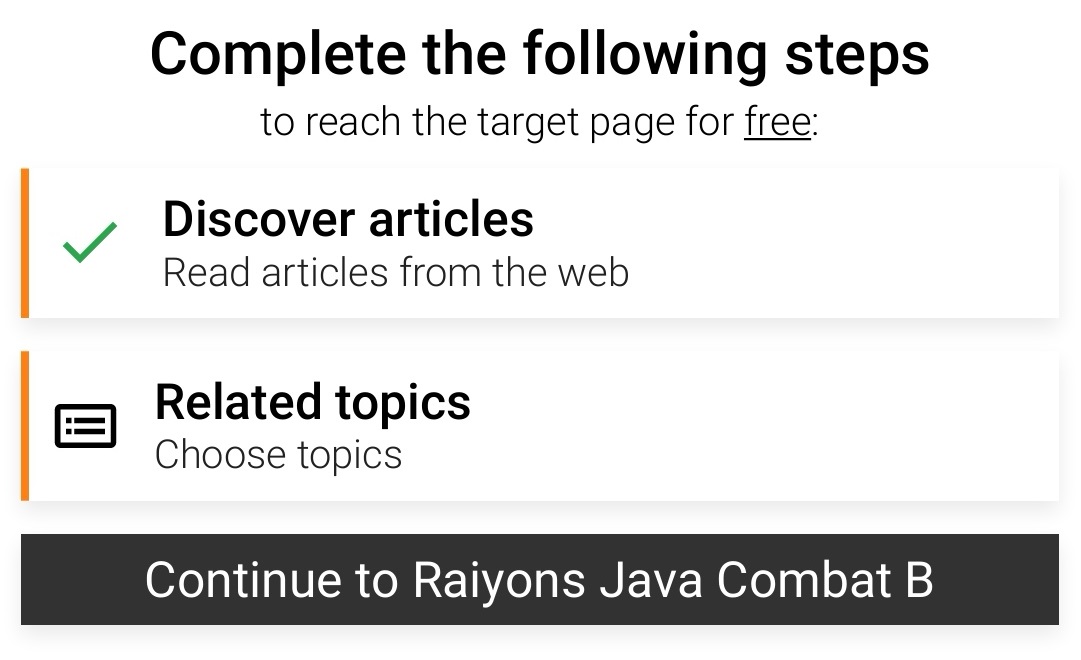 Complete the following steps
to reach the target page for free:
Discover articles
Read articles from the web
Related topics
Choose topics
Continue to Raiyons Java Combat B